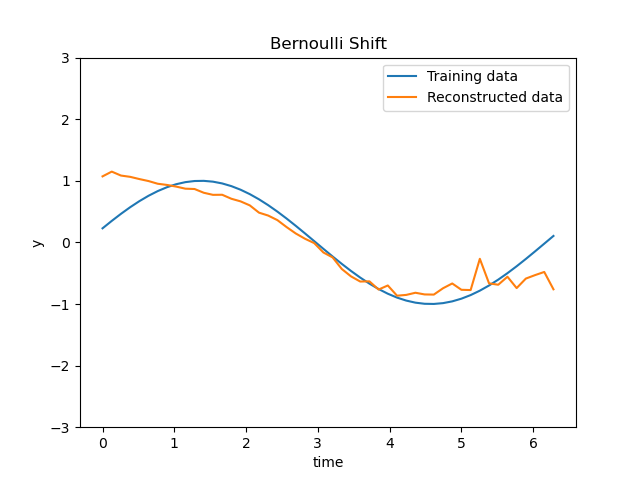 Bernoulli Shift
Training data
Reconstructed data
3
2
1
0
−1
−2
−3
y
0 1 2 3 4 5 6
time